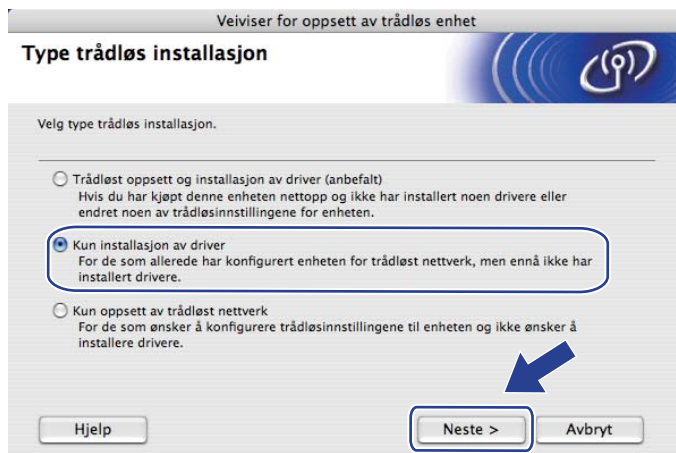 Veiviser for oppsett av trådløs enhet
Type trådløs installasjon
Velg type trådløs installasjon.
Trådløst oppsett og installasjon av driver (anbefalt)
Hvis du har kjøpt denne enheten nettopp og ikke har installert noen drivere eller
endret noen av trådløsinnstillingene for enheten.
Kun installasjon av driver
For de som allerede har konfigurert enheten for trådløst nettverk, men ennå ikke har
installert drivere.
Kun oppsett av trådløst nettverk
For de som ønsker å konfigurere trådløsinnstillingene til enheten og ikke ønsker å
installere drivere.
Hjelp
Neste >
Avbryt